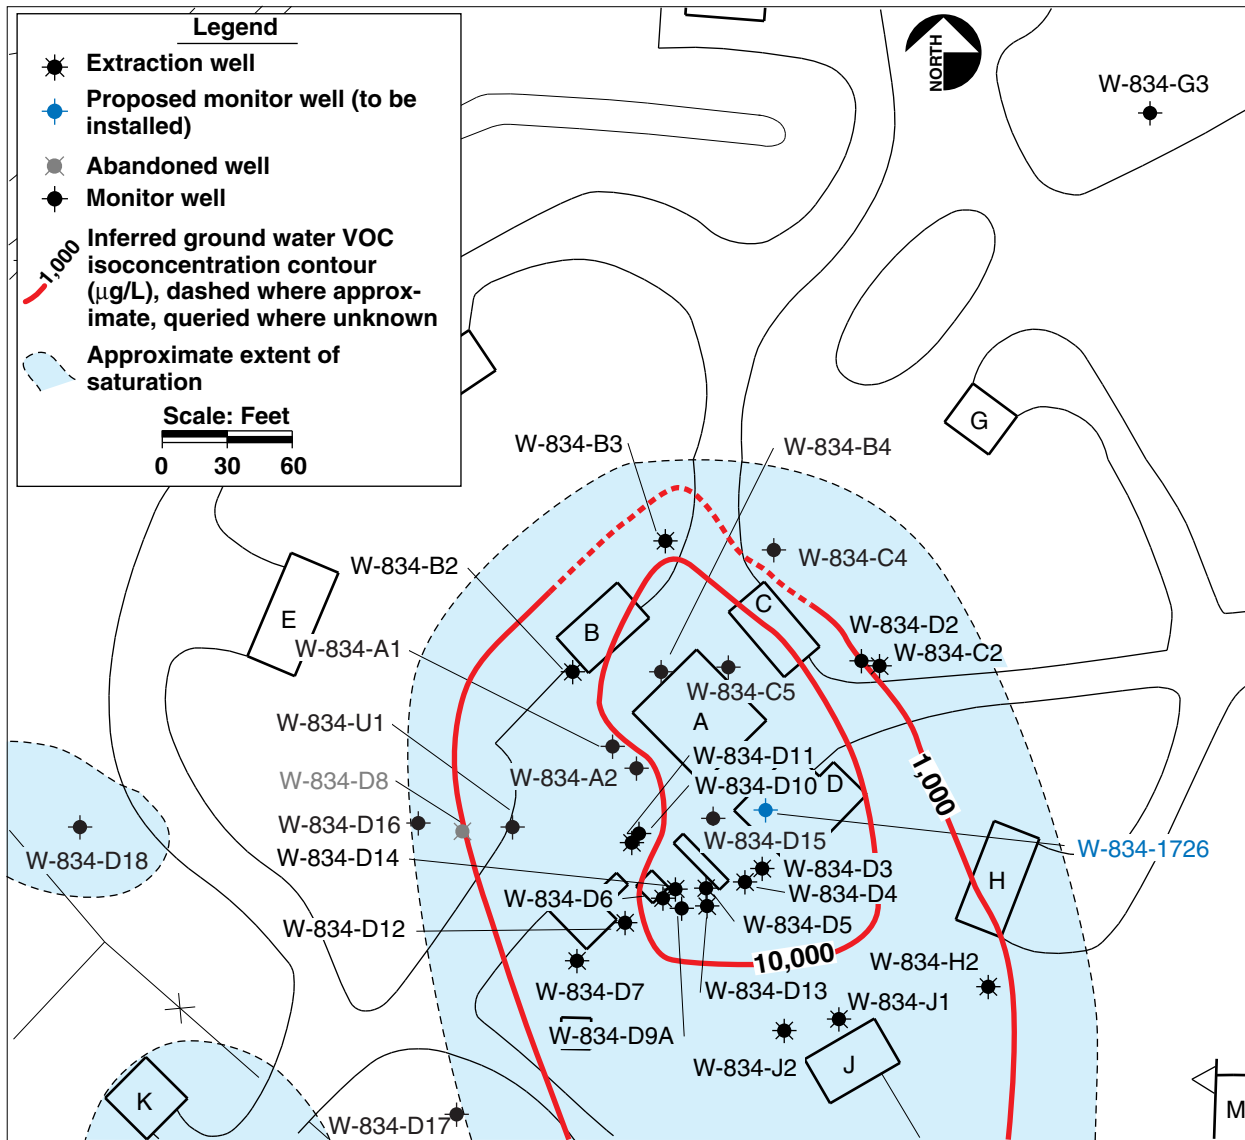 Legend
Extraction well
Proposed monitor well (to be
installed)
Abandoned well
Monitor well
1,000
Inferred ground water VOC
isoconcentration contour
(µg/L), dashed where approx-
imate, queried where unknown
Approximate extent of
saturation
Scale: Feet
0 30 60
NORTH
W-834-G3
G
W-834-B3
W-834-B4
W-834-B2
W-834-C4
E
B
C
W-834-D2
W-834-C2
W-834-A1
W-834-C5
A
W-834-U1
W-834-D11
W-834-A2
W-834-D10
D
1,000
W-834-D8
W-834-D16
W-834-D15
W-834-1726
W-834-D18
W-834-D14
W-834-D3
H
W-834-D6
W-834-D4
W-834-D5
W-834-D12
10,000
W-834-H2
W-834-D7
W-834-D13
W-834-J1
W-834-D9A
W-834-J2
J
K
W-834-D17
M